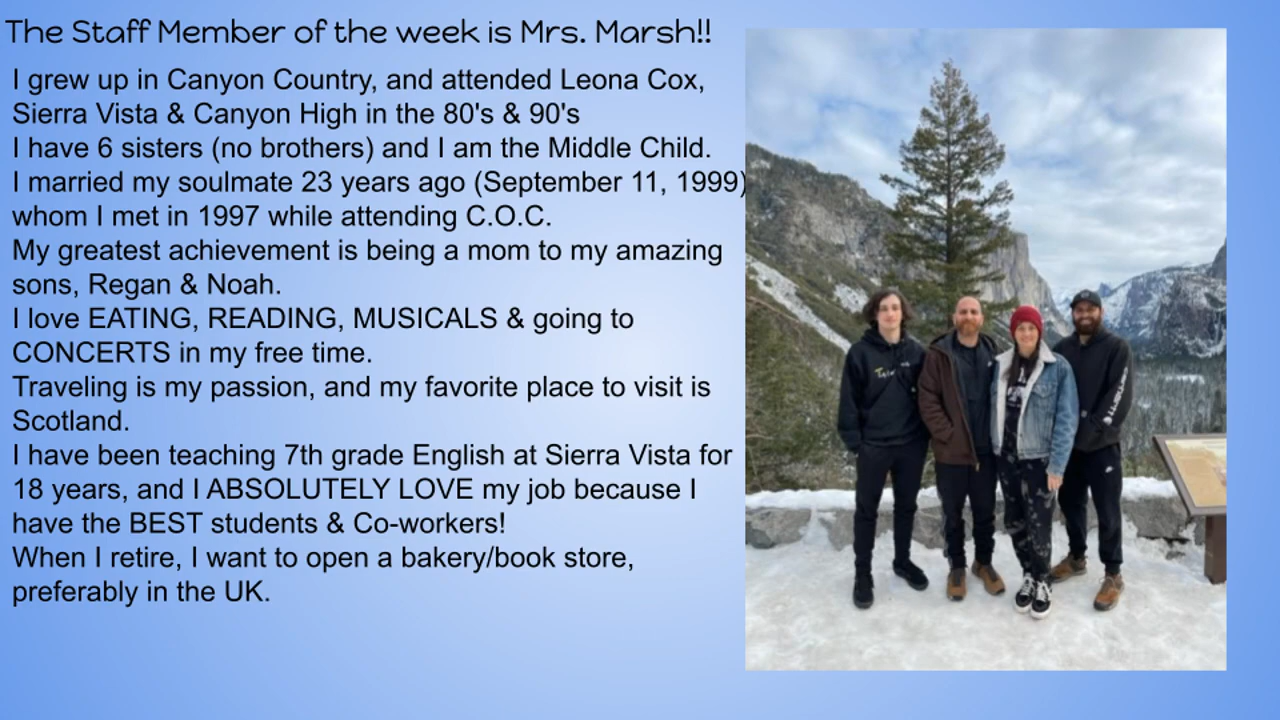 The Staff Member of the week is Mrs. Marsh!!
I grew up in Canyon Country, and attended Leona Cox,
Sierra Vista & Canyon High in the 80's & 90's
I have 6 sisters (no brothers) and I am the Middle Child.
I married my soulmate 23 years ago (September 11, 1999)
whom I met in 1997 while attending C.O.C.
My greatest achievement is being a mom to my amazing
sons, Regan & Noah.
I love EATING, READING, MUSICALS & going to
CONCERTS in my free time.
Traveling is my passion, and my favorite place to visit is
Scotland.
I have been teaching 7th grade English at Sierra Vista for
18 years, and I ABSOLUTELY LOVE my job because I
have the BEST students & Co-workers!
When I retire, I want to open a bakery/book store,
preferably in the UK.